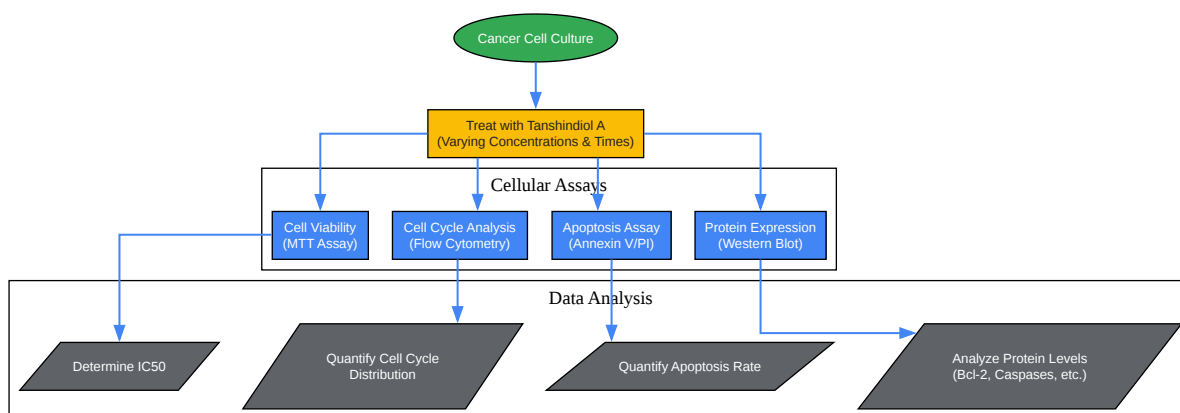 Cancer Cell Culture
Treat with Tanshindiol A
(Varying Concentrations & Times)
Cellular Assays
Cell Viability
(MTT Assay)
Cell Cycle Analysis
(Flow Cytometry)
Apoptosis Assay
(Annexin V/PI)
Protein Expression
(Western Blot)
Data Analysis
Determine IC50
Quantify Cell Cycle
Distribution
Quantify Apoptosis Rate
Analyze Protein Levels
(Bcl-2, Caspases, etc.)